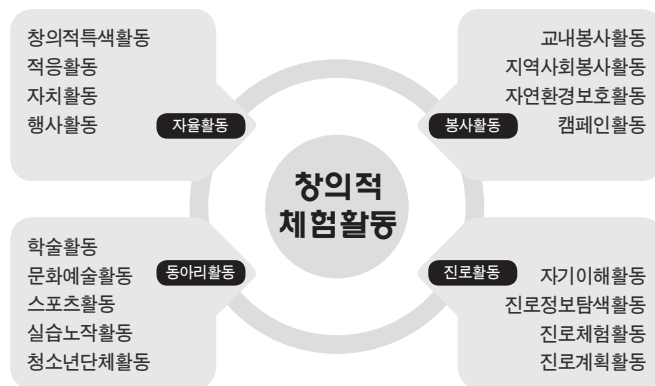 창의적특색활동
적응활동
자치활동
행사활동
자율활동
교내봉사활동
지역사회봉사활동
자연환경보호활동
캠페인활동
봉사활동
창의적
체험활동
학술활동
문화예술활동
스포츠활동
실습노작활동
청소년단체활동
동아리활동
진로활동
자기이해활동
진로정보탐색활동
진로체험활동
진로계획활동